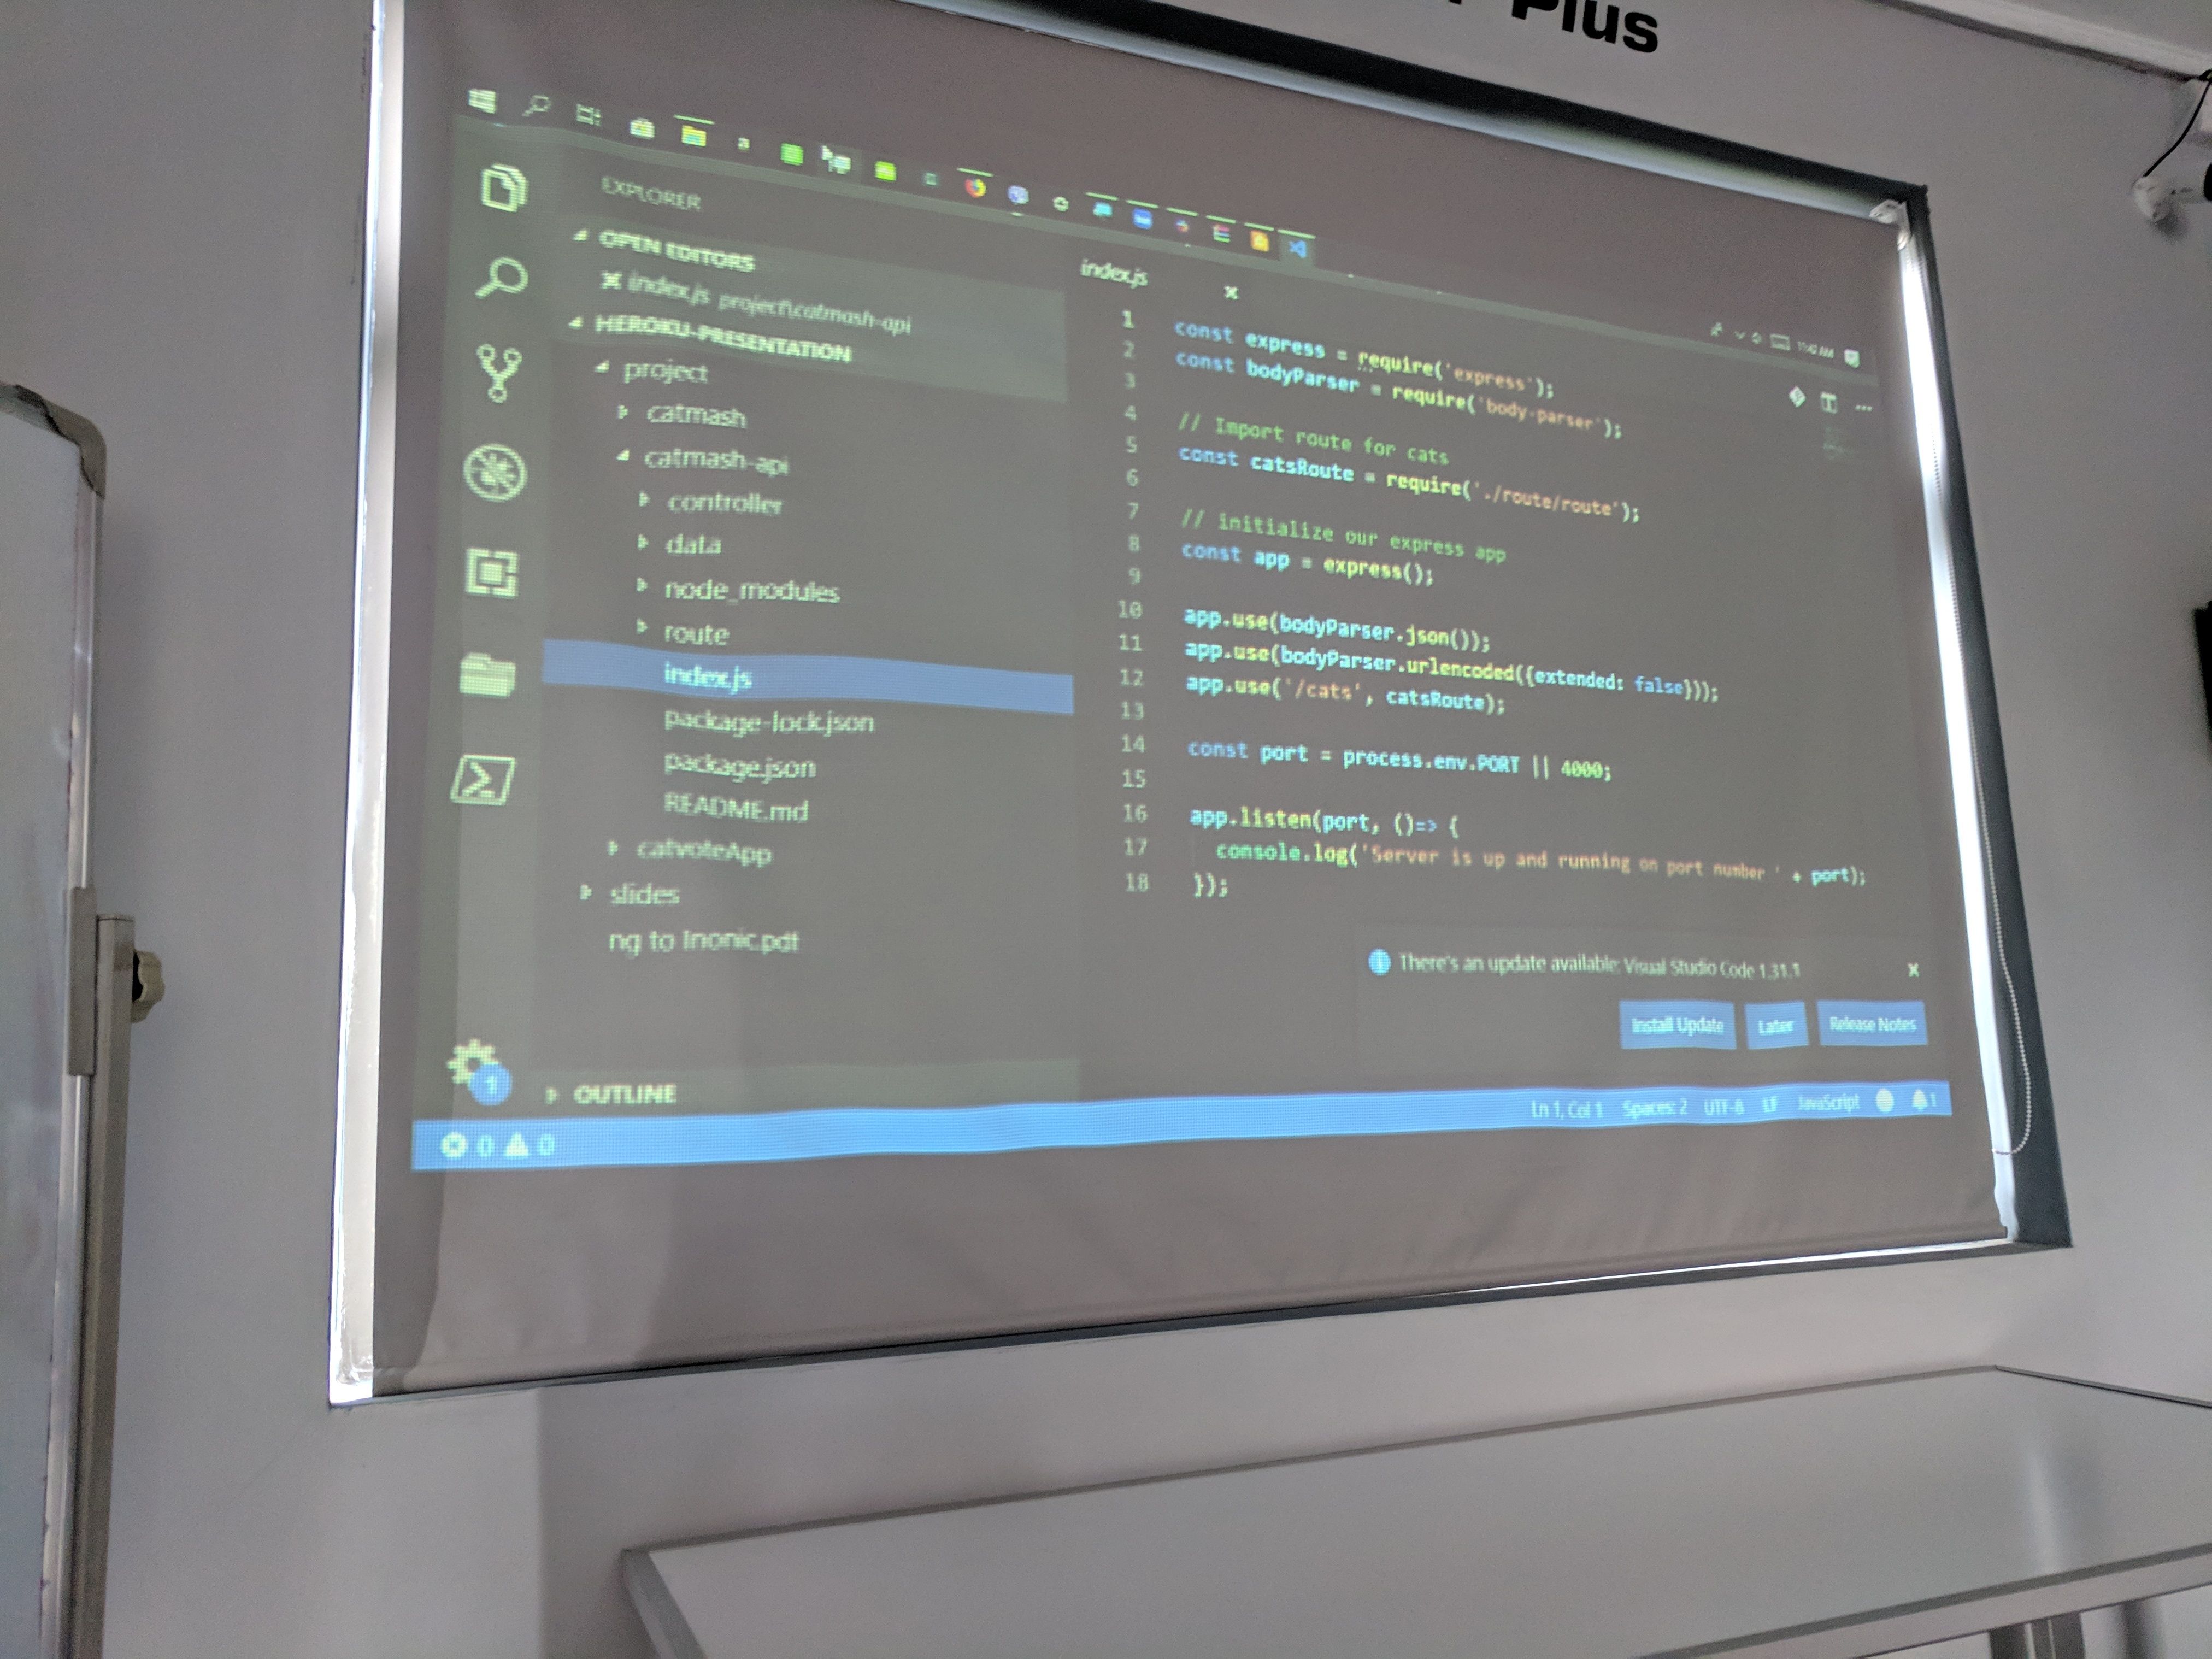 Plus
EXPLORER
OPEN EDITORS
index.js project\catmash-api
HEROKU-PRESENTATION
project
catmash
catmash-api
controller
data
node_modules
route
index.js
package-lock.json
package.json
README.md
catvoteApp
slides
ng to Inonic.pdt
OUTLINE
1
index.js
11:40 AM
1 const express = require('express');
2 const bodyParser = require('body-parser');
3
4 // Import route for cats
5 const catsRoute = require('./route/route');
6
7 // initialize our express app
8 const app = express();
9
10 app.use(bodyParser.json());
11 app.use(bodyParser.urlencoded({extended: false}));
12 app.use('/cats', catsRoute);
13
14 const port = process.env.PORT || 4000;
15
16 app.listen(port, ()=> {
17 console.log('Server is up and running on port number ' + port);
18 });
There's an update available: Visual Studio Code 1.31.1
Install Update Later Release Notes
0 0 Ln 1, Col 1 Spaces: 2 UTF-8 LF JavaScript 1